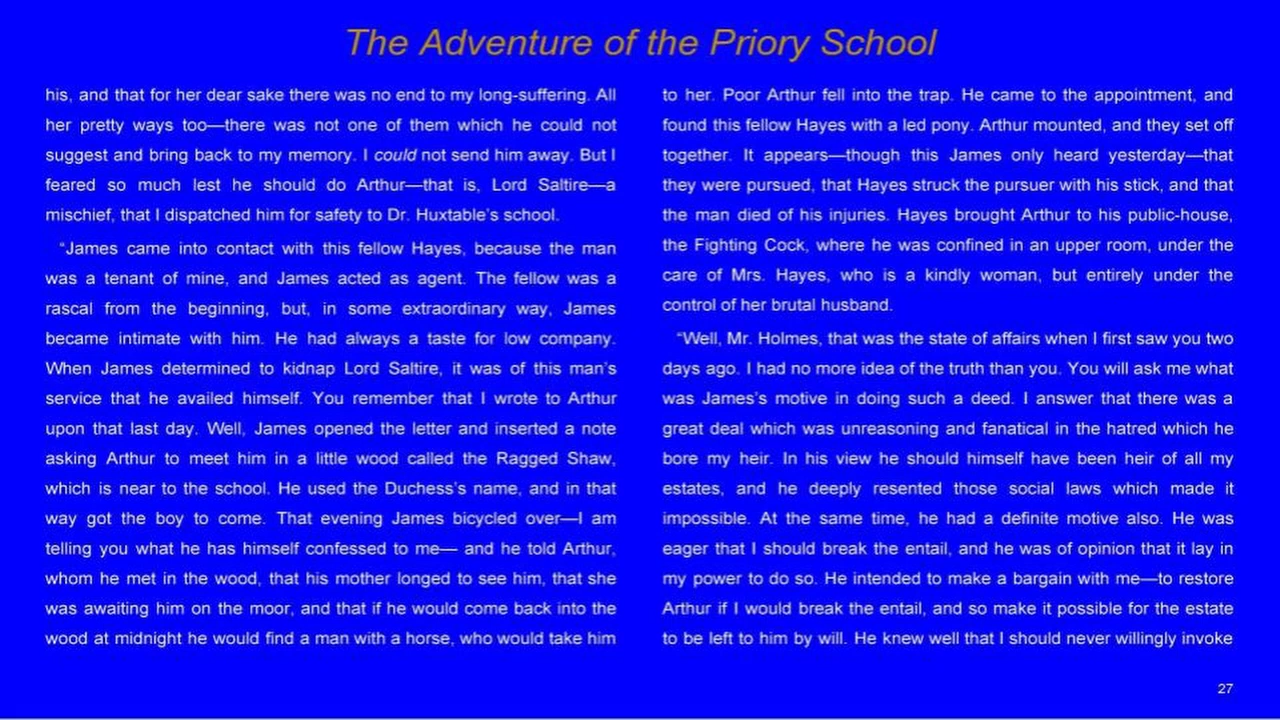 The Adventure of the Priory School
his, and that for her dear sake there was no end to my long-suffering. All
her pretty ways too—there was not one of them which he could not
suggest and bring back to my memory. I could not send him away. But I
feared so much lest he should do Arthur—that is, Lord Saltire—a
mischief, that I dispatched him for safety to Dr. Huxtable’s school.
“James came into contact with this fellow Hayes, because the man
was a tenant of mine, and James acted as agent. The fellow was a
rascal from the beginning, but, in some extraordinary way, James
became intimate with him. He had always a taste for low company.
When James determined to kidnap Lord Saltire, it was of this man’s
service that he availed himself. You remember that I wrote to Arthur
upon that last day. Well, James opened the letter and inserted a note
asking Arthur to meet him in a little wood called the Ragged Shaw,
which is near to the school. He used the Duchess’s name, and in that
way got the boy to come. That evening James bicycled over—I am
telling you what he has himself confessed to me— and he told Arthur,
whom he met in the wood, that his mother longed to see him, that she
was awaiting him on the moor, and that if he would come back into the
wood at midnight he would find a man with a horse, who would take him
to her. Poor Arthur fell into the trap. He came to the appointment, and
found this fellow Hayes with a led pony. Arthur mounted, and they set off
together. It appears—though this James only heard yesterday—that
they were pursued, that Hayes struck the pursuer with his stick, and that
the man died of his injuries. Hayes brought Arthur to his public-house,
the Fighting Cock, where he was confined in an upper room, under the
care of Mrs. Hayes, who is a kindly woman, but entirely under the
control of her brutal husband.
“Well, Mr. Holmes, that was the state of affairs when I first saw you two
days ago. I had no more idea of the truth than you. You will ask me what
was James’s motive in doing such a deed. I answer that there was a
great deal which was unreasoning and fanatical in the hatred which he
bore my heir. In his view he should himself have been heir of all my
estates, and he deeply resented those social laws which made it
impossible. At the same time, he had a definite motive also. He was
eager that I should break the entail, and he was of opinion that it lay in
my power to do so. He intended to make a bargain with me—to restore
Arthur if I would break the entail, and so make it possible for the estate
to be left to him by will. He knew well that I should never willingly invoke
27